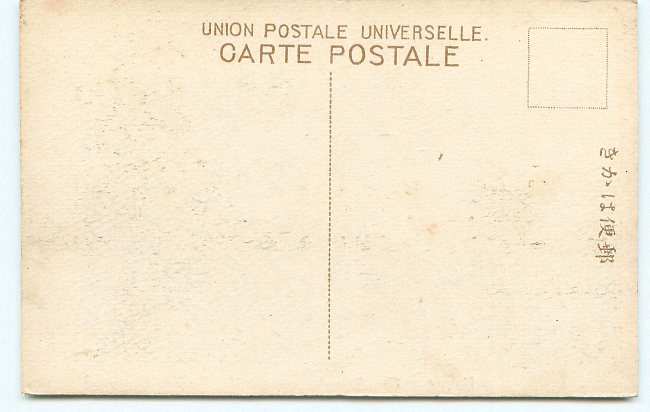 UNION POSTALE UNIVERSELLE.
CARTE POSTALE
郵便はかき